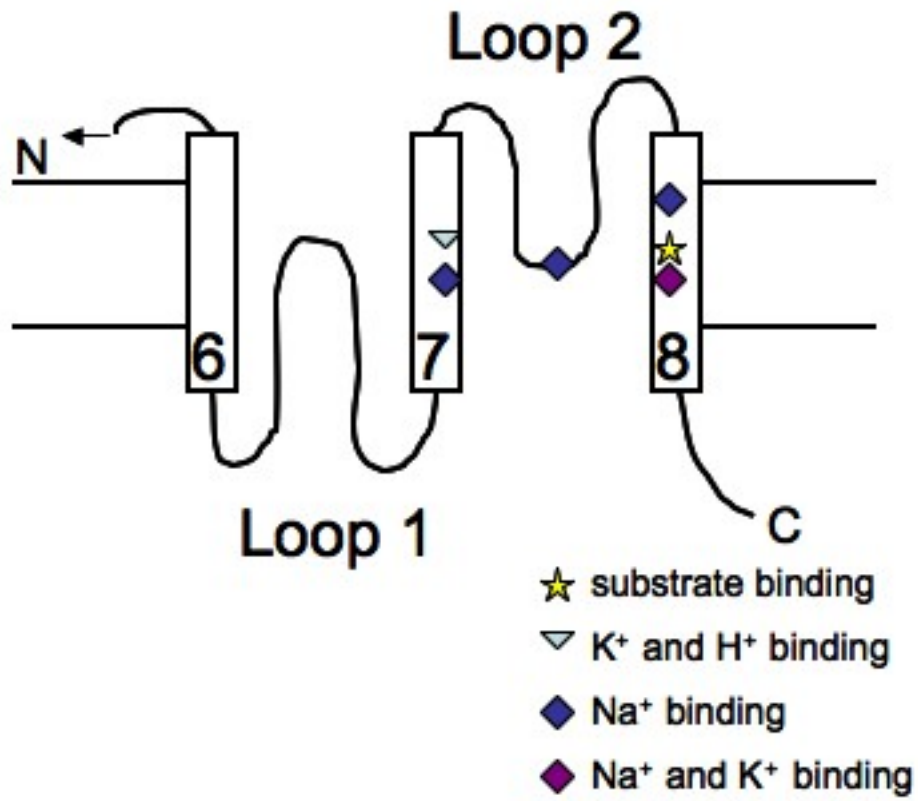 Loop 2
N
6
7
8
Loop 1
C
substrate binding
K⁺ and H⁺ binding
Na⁺ binding
Na⁺ and K⁺ binding